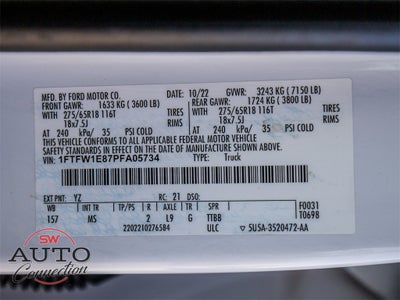 MFD. BY FORD MOTOR CO. 10/22 GVWR: 3243 KG ( 7150 LB)
FRONT GAWR: 1633 KG ( 3600 LB) REAR GAWR: 1724 KG ( 3800 LB)
WITH WITH
275/65R18 116T TIRES 275/65R18 116T TIRES
18x7.5J RIMS 18x7.5J RIMS
AT 240 kPa/ 35 PSI COLD AT 240 kPa/ 35 PSI COLD
THIS VEHICLE CONFORMS TO ALL APPLICABLE FEDERAL MOTOR VEHICLE
SAFETY STANDARDS IN EFFECT ON THE DATE OF MANUFACTURE SHOWN ABOVE.
VIN: 1FTFW1E87PFA05734 TYPE: Truck
EXT PNT: YZ RC: 21 DSO: F0031
WB INT TR TP/PS R AXLE TR SPR T0698
157 MS 2 L9 G TTBB
2202210276584 ULC 5U5A-3520472-AA
SW
AUTO
Connection